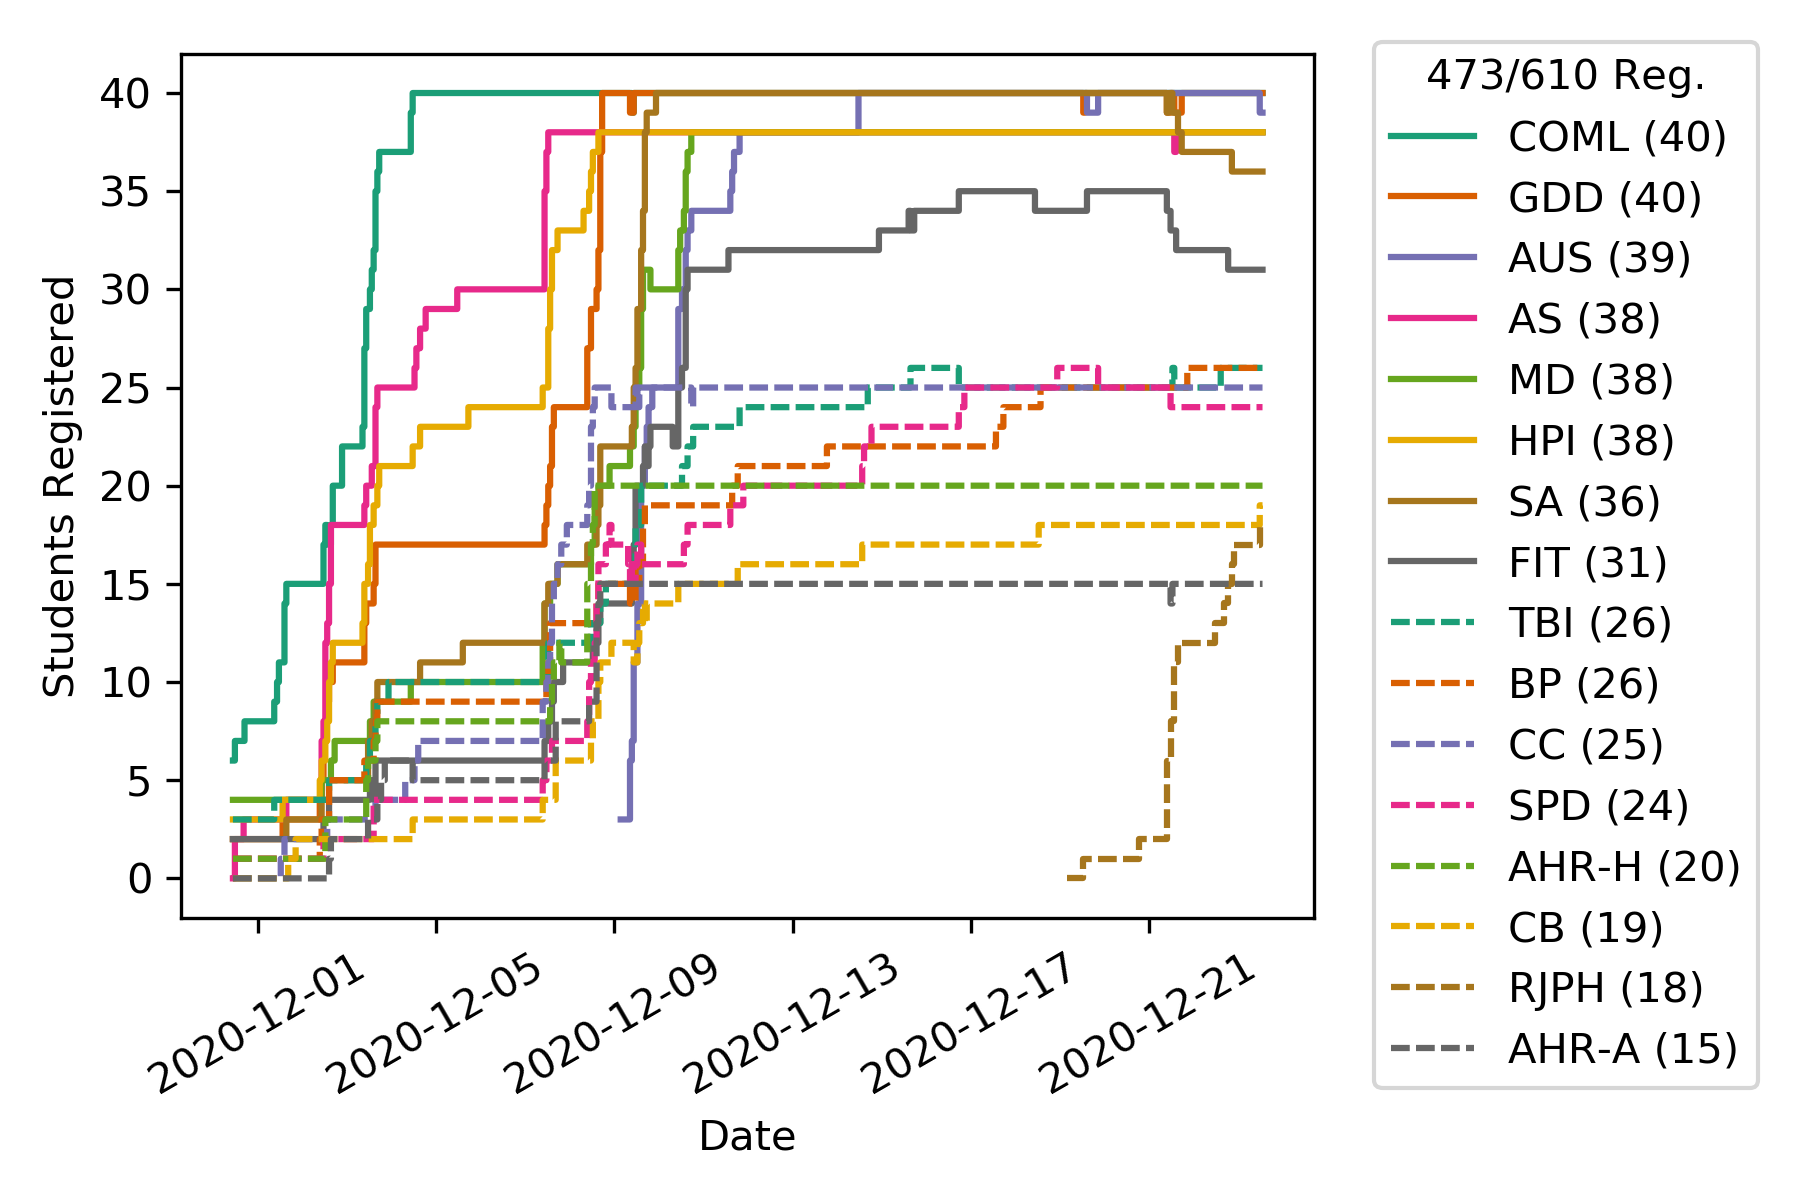 473/610 Reg.
COML (40)
GDD (40)
AUS (39)
AS (38)
MD (38)
HPI (38)
SA (36)
FIT (31)
TBI (26)
BP (26)
CC (25)
SPD (24)
AHR-H (20)
CB (19)
RJPH (18)
AHR-A (15)
Students Registered
40
35
30
25
20
15
10
5
0
2020-12-01
2020-12-05
2020-12-09
2020-12-13
2020-12-17
2020-12-21
Date